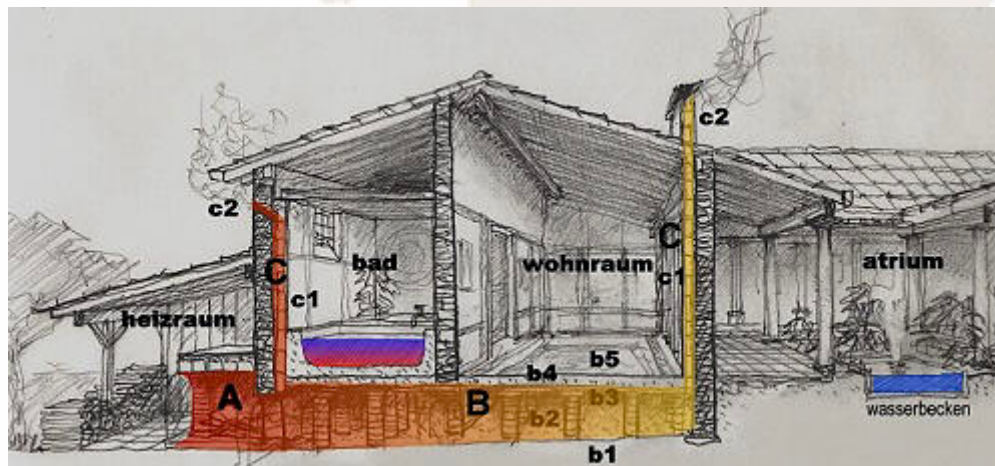 c2
c2
C
bad
wohnraum
C
c1
c1
atrium
heizraum
b5
b4
A
B
b3
b2
b1
wasserbecken